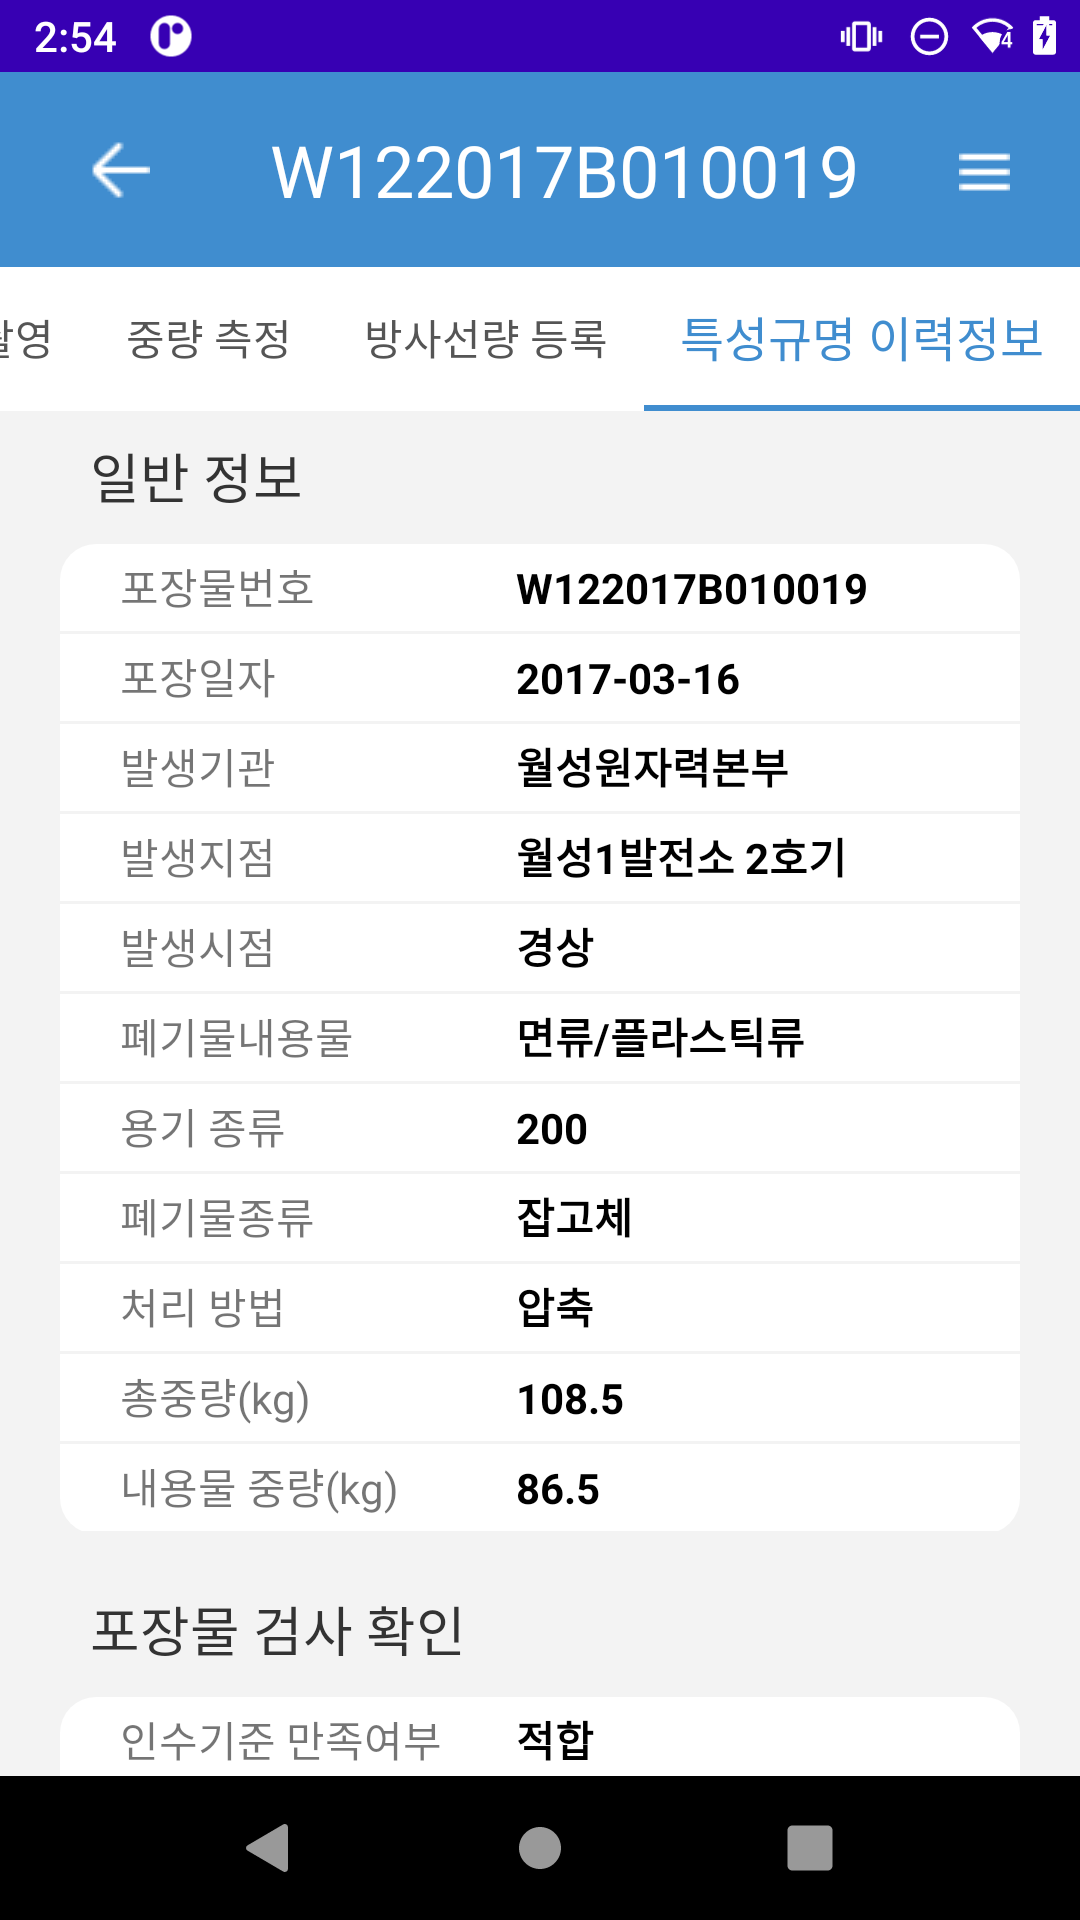 2:54
W122017B010019
중량 측정
방사선량 등록
특성규명 이력정보
일반 정보
포장물번호 W122017B010019
포장일자 2017-03-16
발생기관 월성원자력본부
발생지점 월성1발전소 2호기
발생시점 경상
폐기물내용물 면류/플라스틱류
용기 종류 200
폐기물종류 잡고체
처리 방법 압축
총중량(kg) 108.5
내용물 중량(kg) 86.5
포장물 검사 확인
인수기준 만족여부 적합